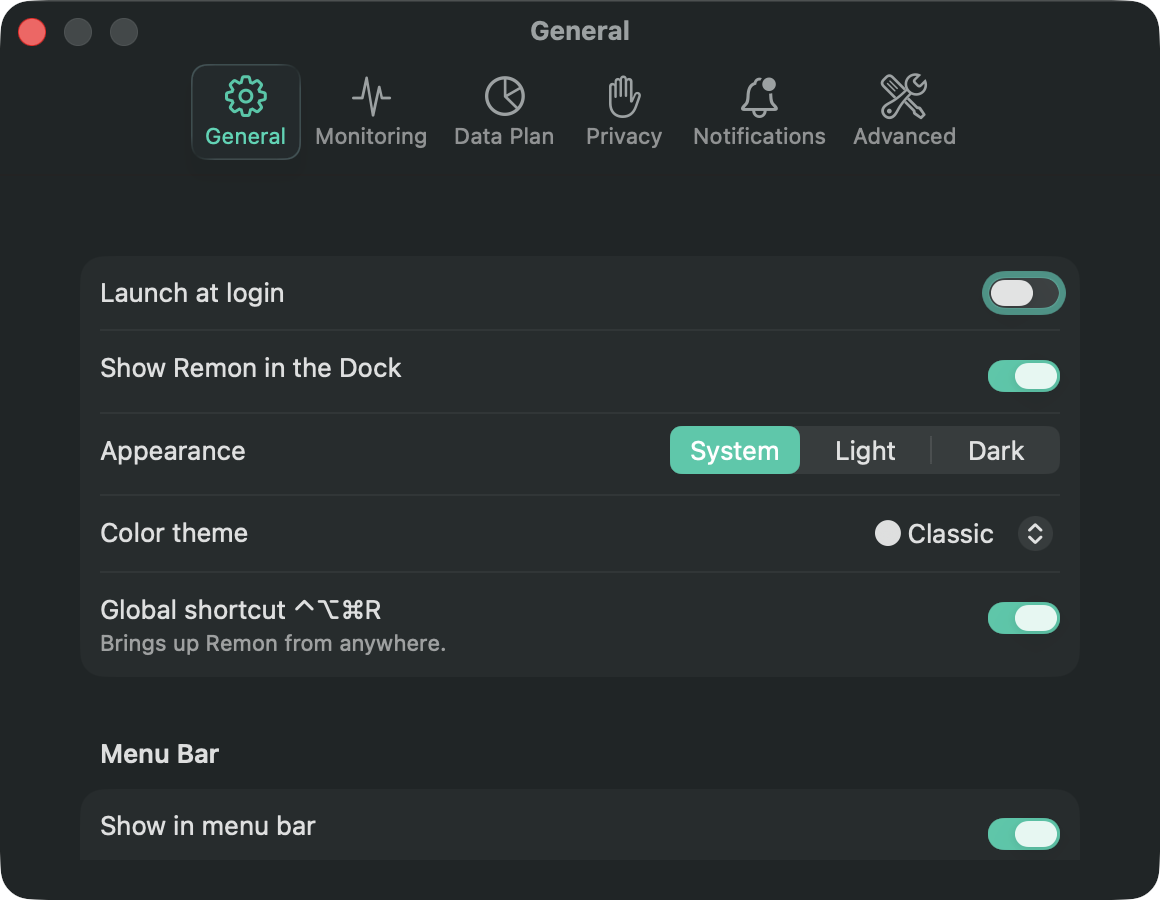 General
General
Monitoring
Data Plan
Privacy
Notifications
Advanced
Launch at login
Show Remon in the Dock
Appearance
System
Light
Dark
Color theme
Classic
Global shortcut ⌃⌥⌘R
Brings up Remon from anywhere.
Menu Bar
Show in menu bar